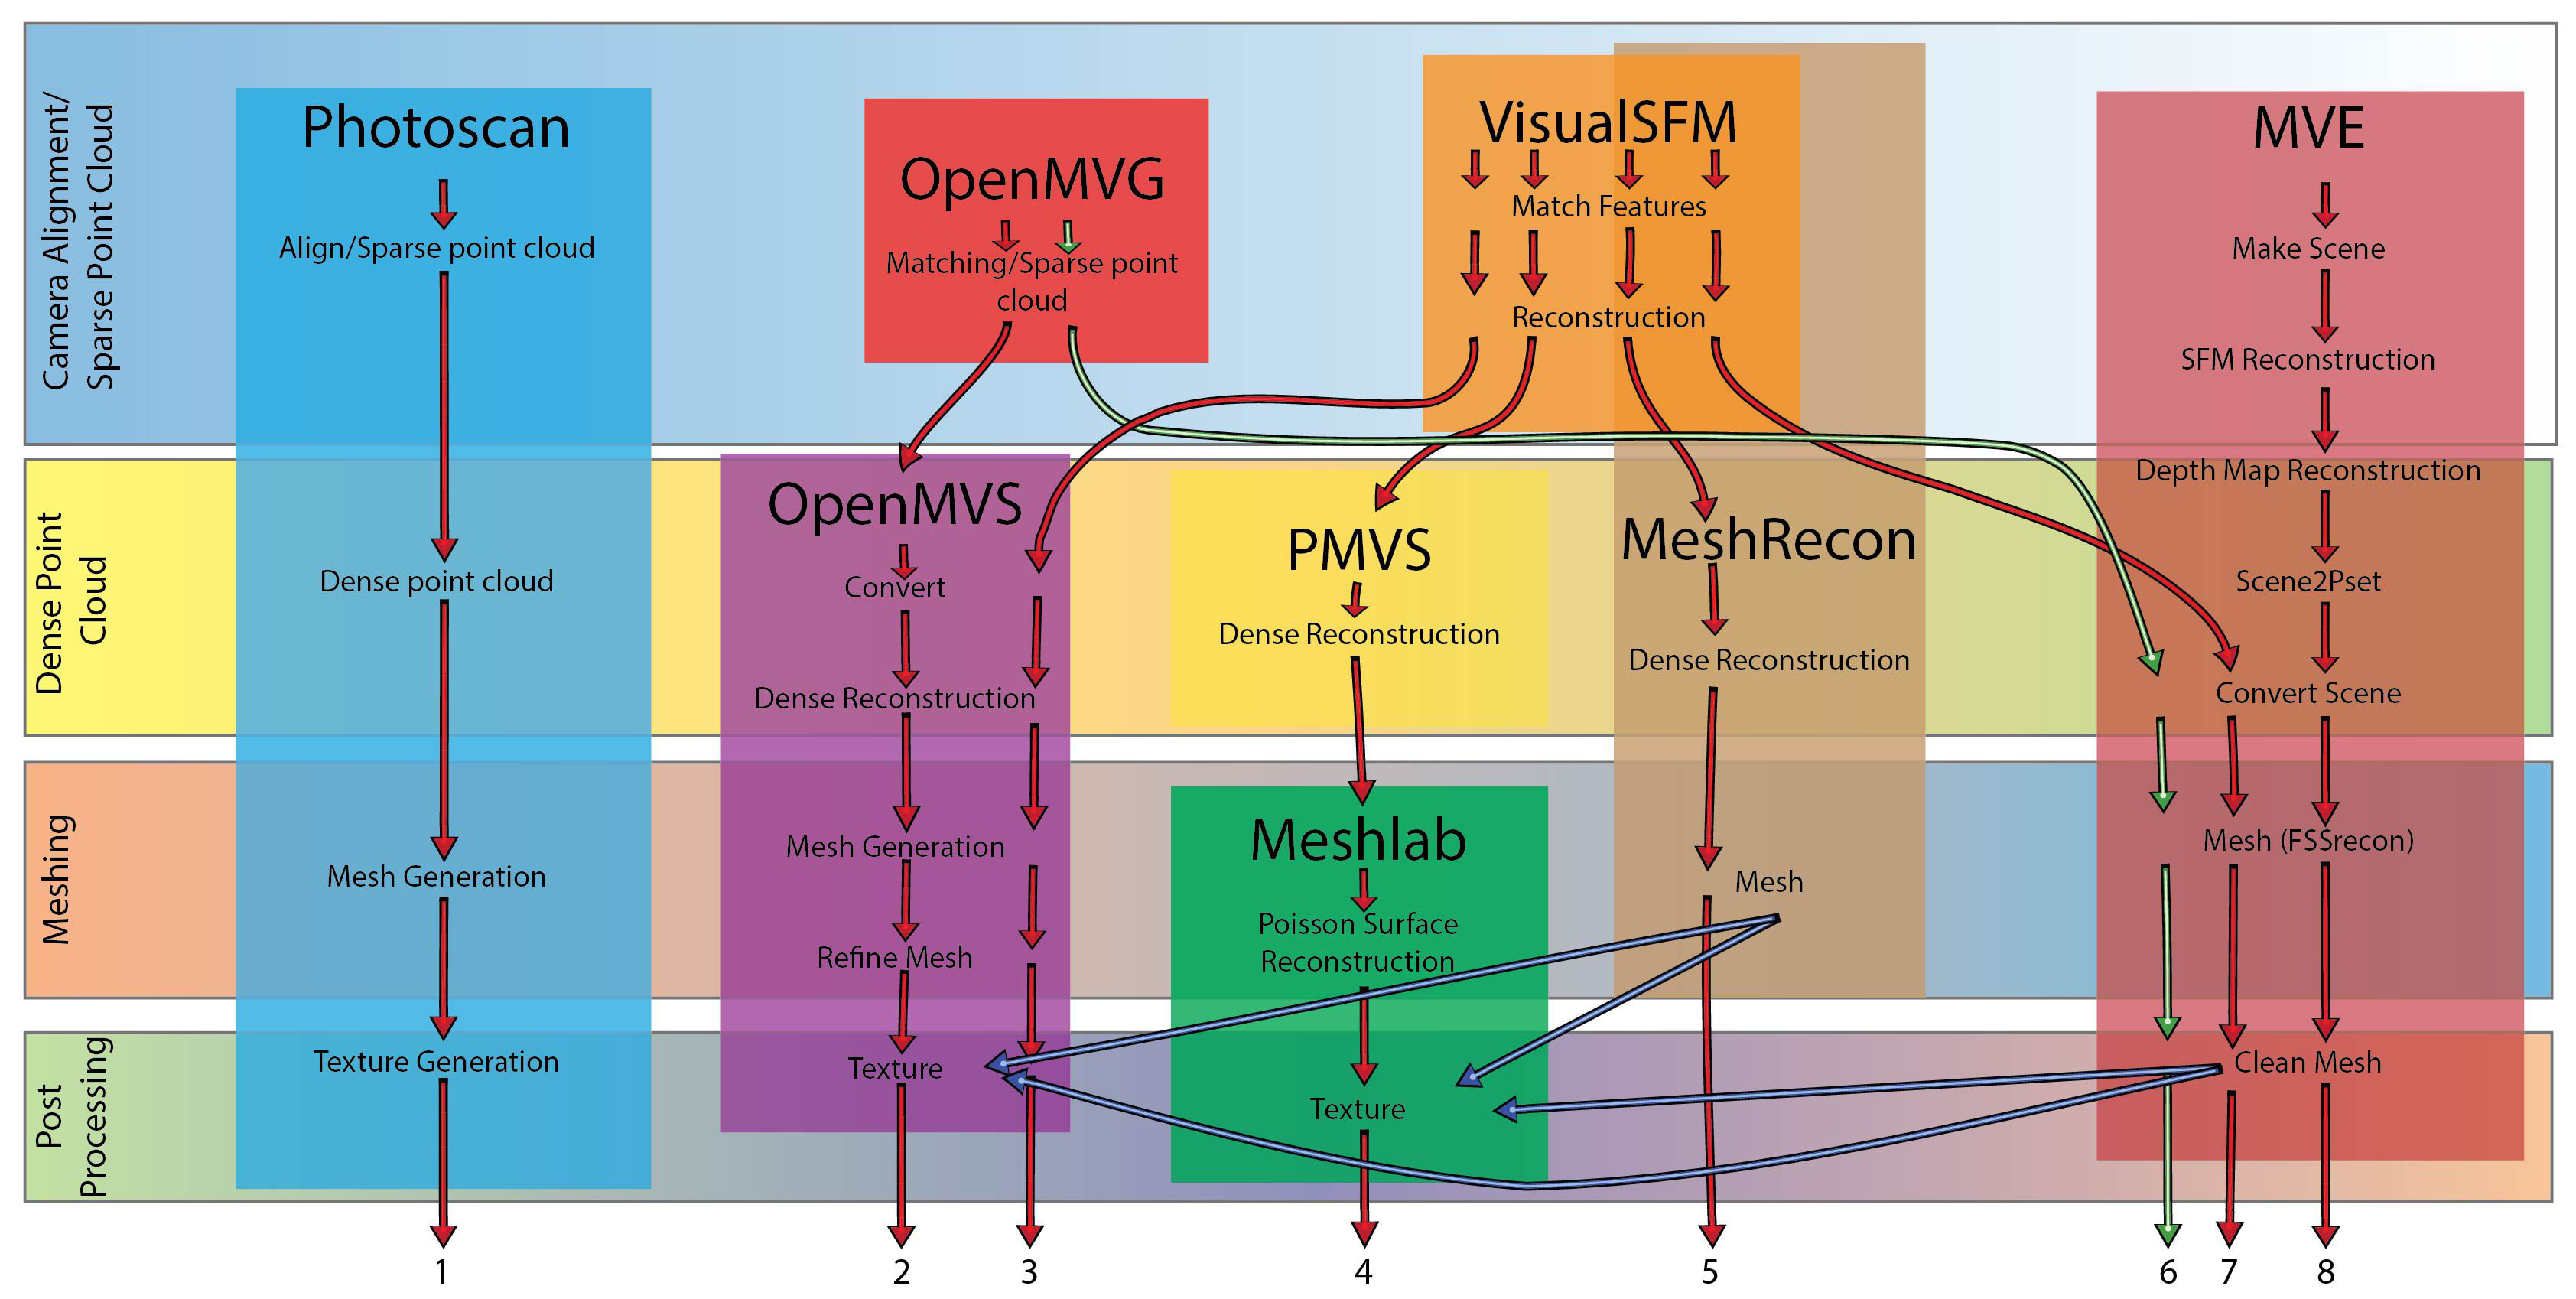 Camera Alignment/
Sparse Point Cloud
Photoscan
Align/Sparse point cloud
OpenMVG
Matching/Sparse point
cloud
VisualSFM
Match Features
Reconstruction
MVE
Make Scene
SFM Reconstruction
Dense Point
Cloud
Dense point cloud
OpenMVS
Convert
Dense Reconstruction
PMVS
Dense Reconstruction
MeshRecon
Dense Reconstruction
Depth Map Reconstruction
Scene2Pset
Convert Scene
Meshing
Mesh Generation
Mesh Generation
Refine Mesh
Meshlab
Poisson Surface
Reconstruction
Mesh
Mesh (FSSrecon)
Post
Processing
Texture Generation
Texture
Texture
Clean Mesh
1
2
3
4
5
6
7
8